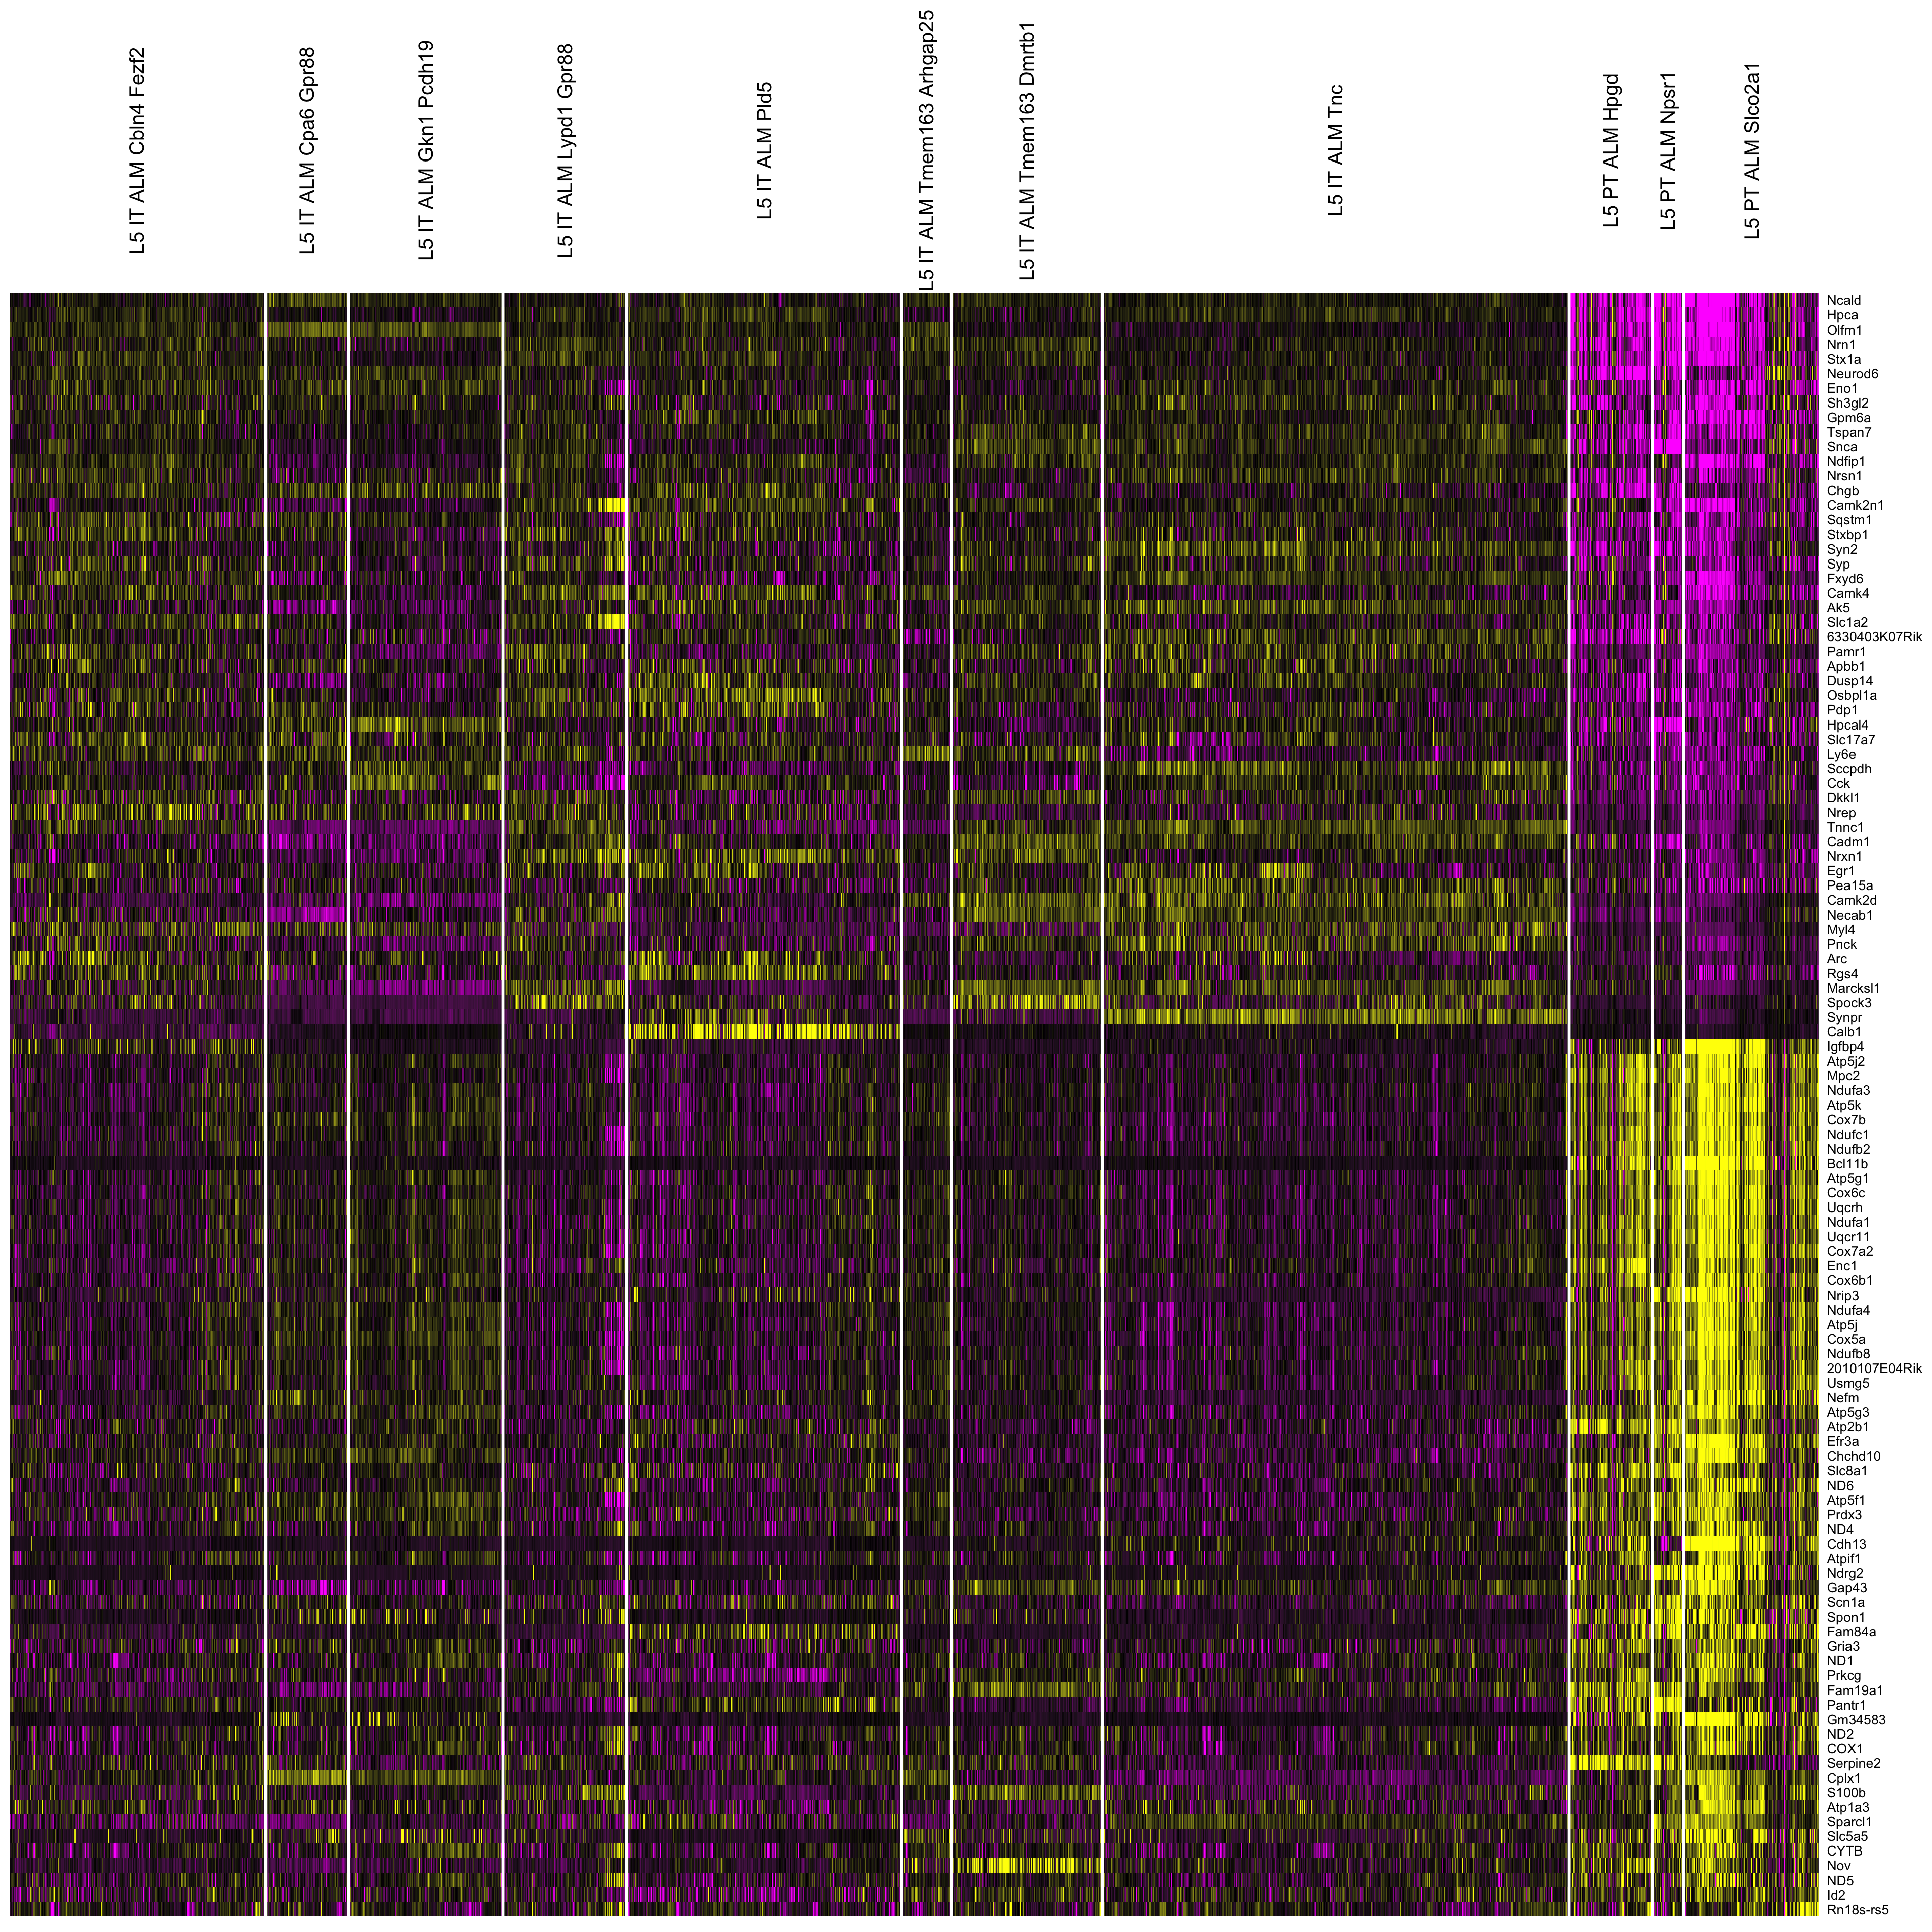 L5 IT ALM Cbln4 Fezf2
L5 IT ALM Cpa6 Gpr88
L5 IT ALM Gkn1 Pcdh19
L5 IT ALM Lypd1 Gpr88
L5 IT ALM Pld5
L5 IT ALM Tmem163 Arhgap25
L5 IT ALM Tmem163 Dmrtb1
L5 IT ALM Tnc
L5 PT ALM Hpgd
L5 PT ALM Npsr1
L5 PT ALM Slco2a1
Ncald
Hpca
Olfm1
Nrn1
Stx1a
Neurod6
Eno1
Sh3gl2
Gpm6a
Tspan7
Snca
Ndfip1
Nrsn1
Chgb
Camk2n1
Sqstm1
Stxbp1
Syn2
Syp
Fxyd6
Camk4
Ak5
Slc1a2
6330403K07Rik
Pamr1
Apbb1
Dusp14
Osbpl1a
Pdp1
Hpcal4
Slc17a7
Ly6e
Sccpdh
Cck
Dkkl1
Nrep
Tnnc1
Cadm1
Nrxn1
Egr1
Pea15a
Camk2d
Necab1
Myl4
Pnck
Arc
Rgs4
Marcksl1
Spock3
Synpr
Calb1
Igfbp4
Atp5j2
Mpc2
Ndufa3
Atp5k
Cox7b
Ndufc1
Ndufb2
Bcl11b
Atp5g1
Cox6c
Uqcrh
Ndufa1
Uqcr11
Cox7a2
Enc1
Cox6b1
Nrip3
Ndufa4
Atp5j
Cox5a
Ndufb8
2010107E04Rik
Usmg5
Nefm
Atp5g3
Atp2b1
Efr3a
Chchd10
Slc8a1
ND6
Atp5f1
Prdx3
ND4
Cdh13
Atpif1
Ndrg2
Gap43
Scn1a
Spon1
Fam84a
Gria3
ND1
Prkcg
Fam19a1
Pantr1
Gm34583
ND2
COX1
Serpine2
Cplx1
S100b
Atp1a3
Sparcl1
Slc5a5
CYTB
Nov
ND5
Id2
Rn18s-rs5